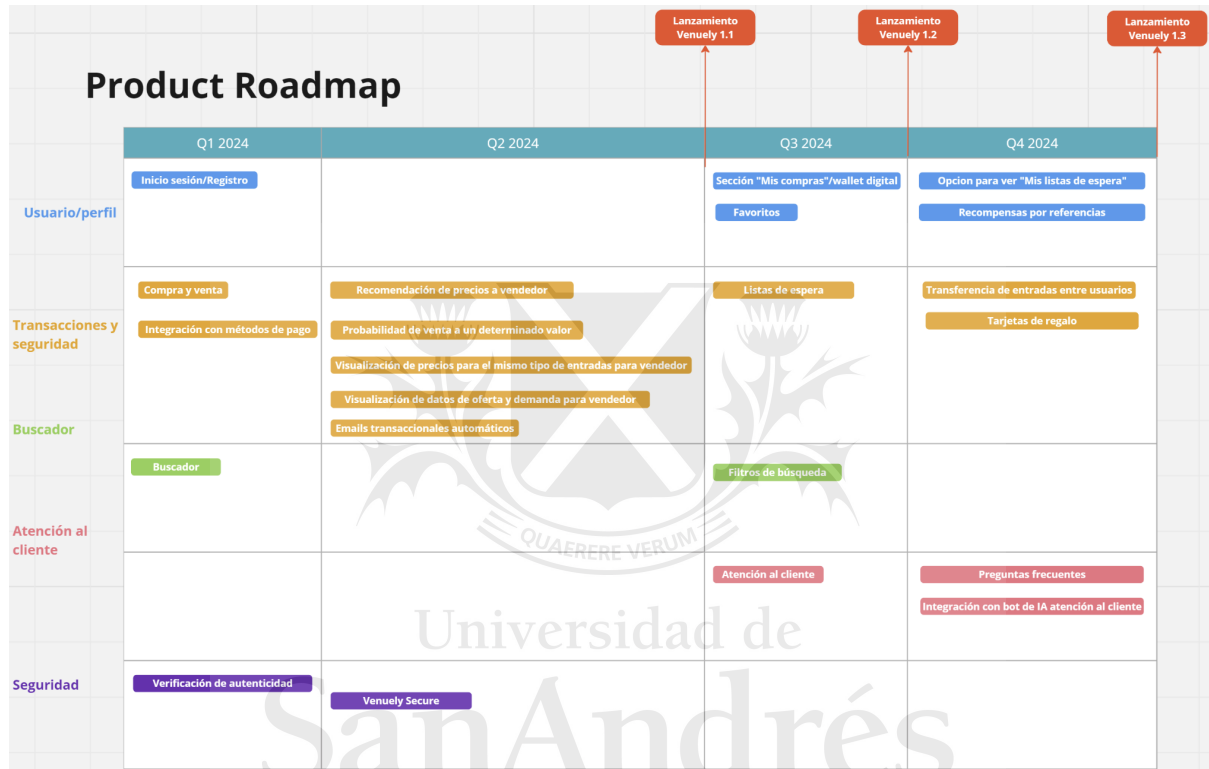 Lanzamiento
Venuely 1.1
Lanzamiento
Venuely 1.2
Lanzamiento
Venuely 1.3
Product Roadmap
Q1 2024
Q2 2024
Q3 2024
Q4 2024
Usuario/perfil
Inicio sesión/Registro
Sección "Mis compras"/wallet digital
Opcion para ver "Mis listas de espera"
Favoritos
Recompensas por referencias
Transacciones y
seguridad
Compra y venta
Recomendación de precios a vendedor
Listas de espera
Transferencia de entradas entre usuarios
Integración con métodos de pago
Probabilidad de venta a un determinado valor
Tarjetas de regalo
Visualización de precios para el mismo tipo de entradas para vendedor
Visualización de datos de oferta y demanda para vendedor
Emails transaccionales automáticos
Buscador
Buscador
Filtros de búsqueda
Atención al
cliente
Atención al cliente
Preguntas frecuentes
Integración con bot de IA atención al cliente
Seguridad
Verificación de autenticidad
Venuely Secure
QUAERERE VERUM
Universidad de
SanAndrés